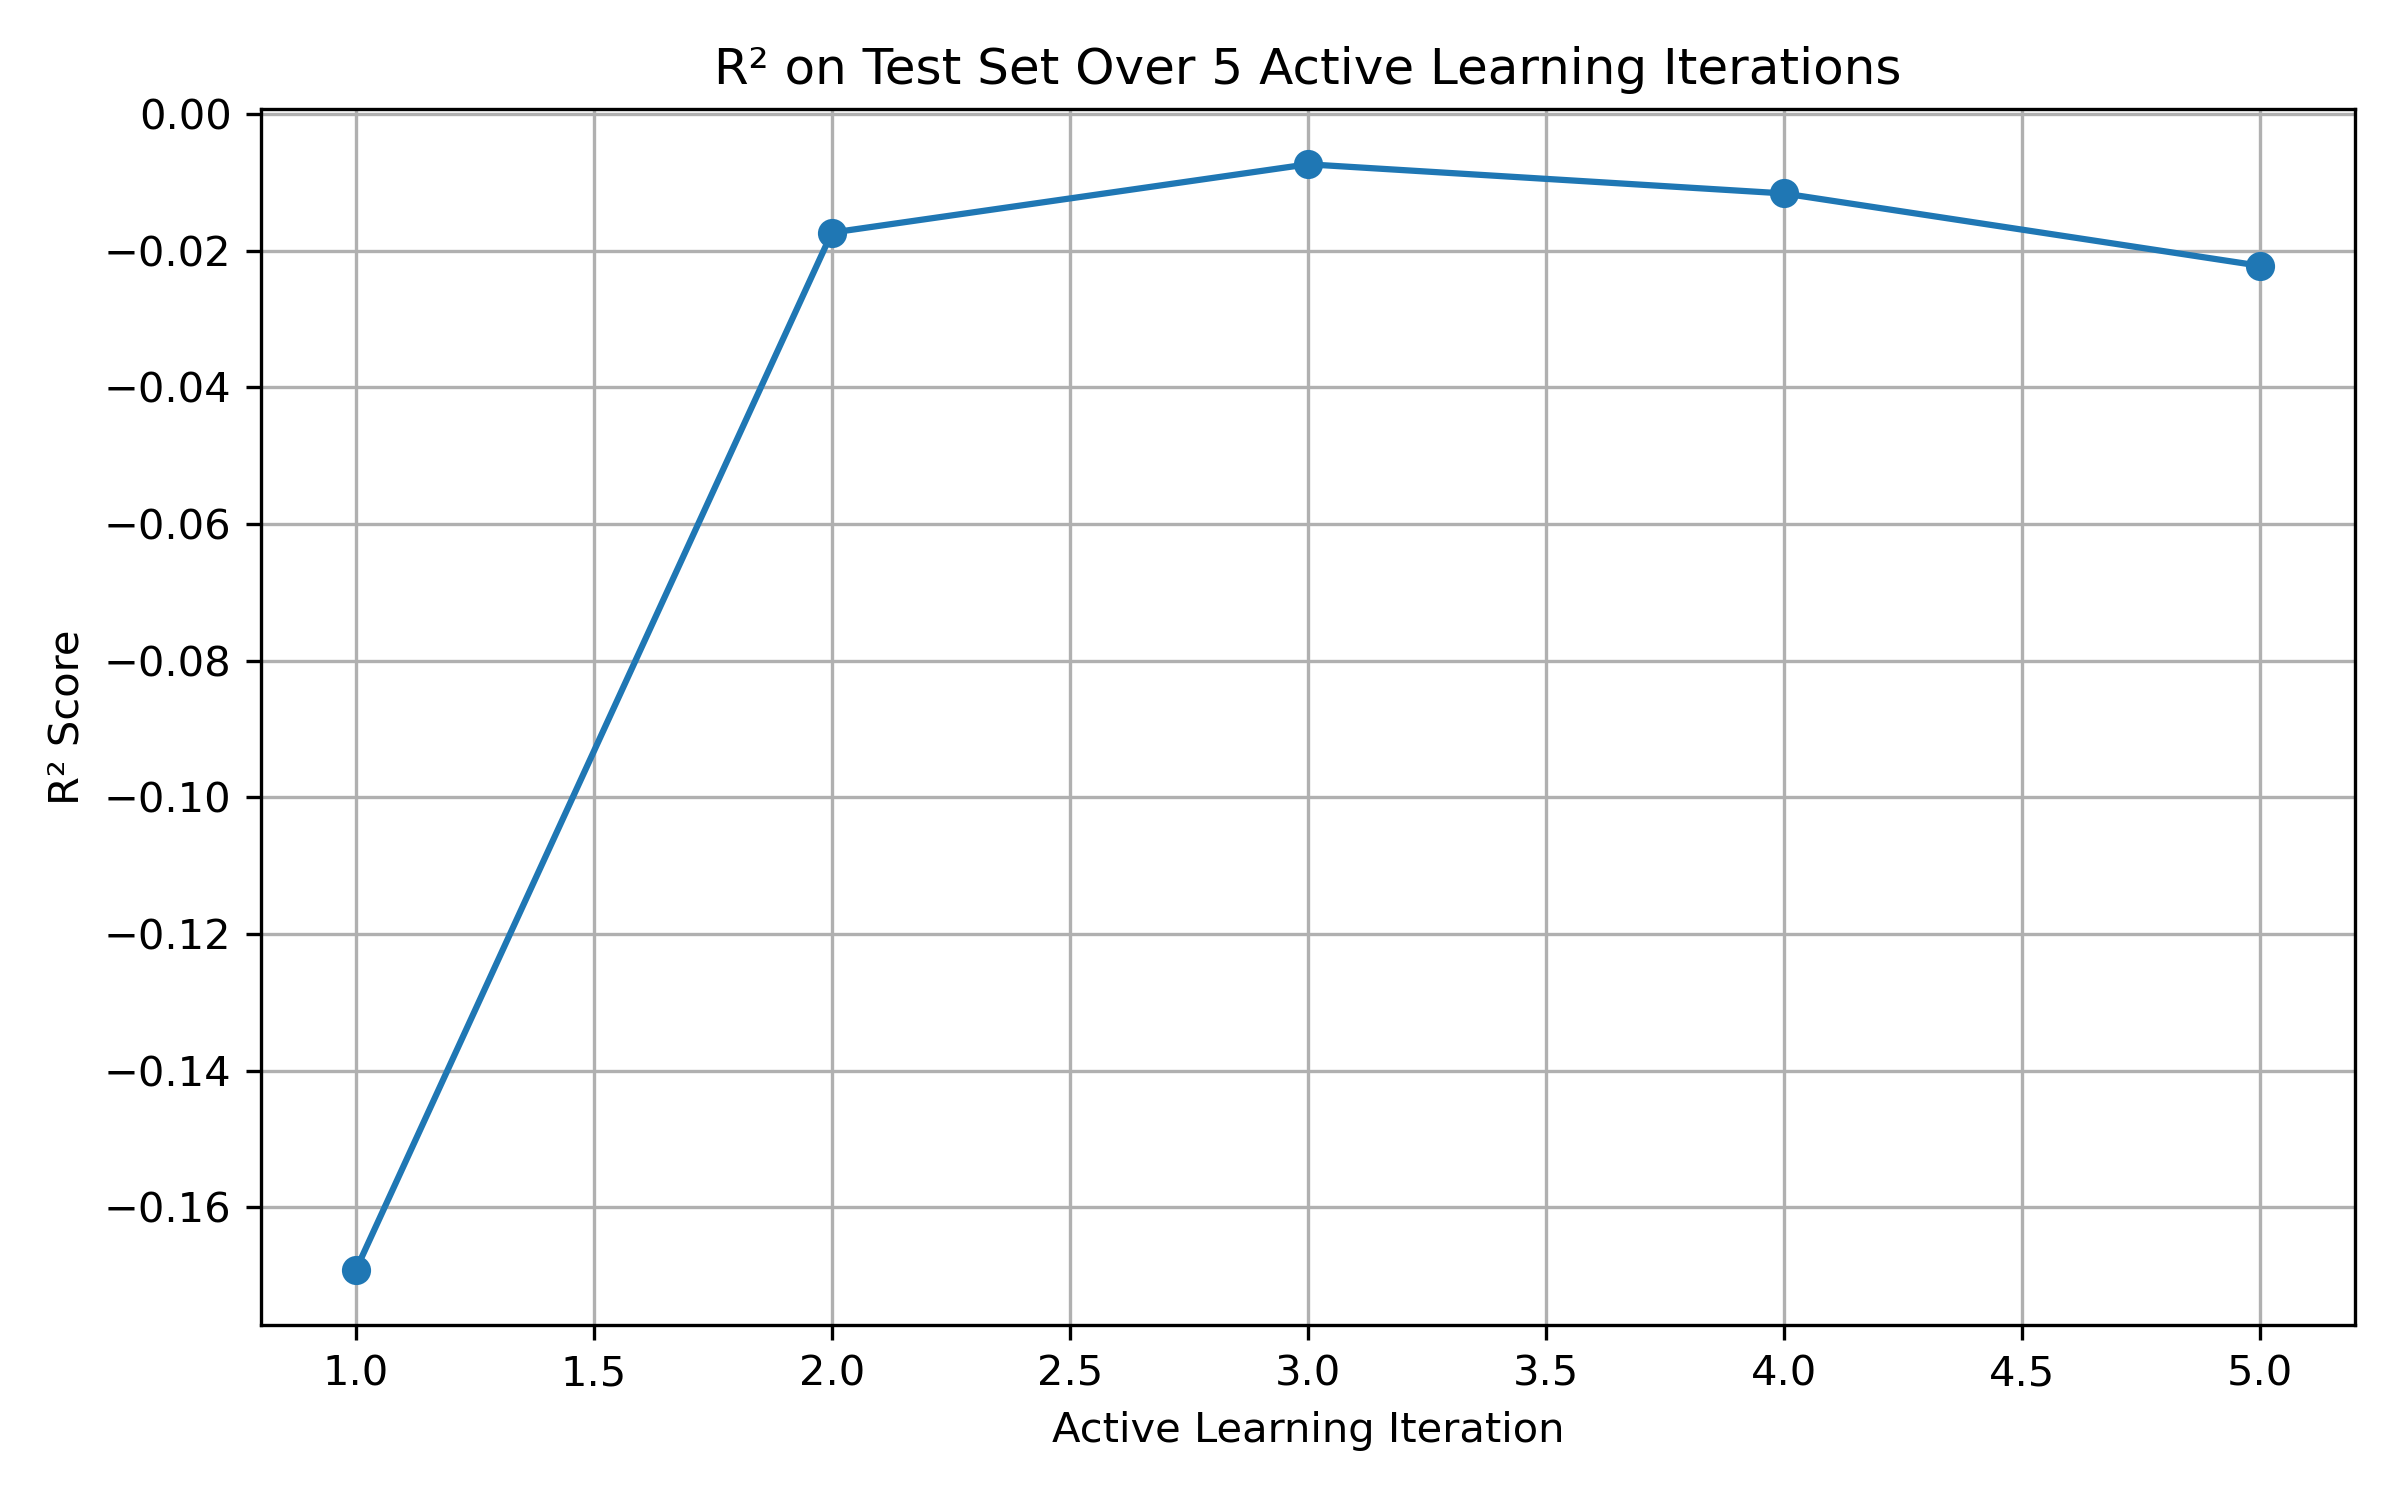 R² on Test Set Over 5 Active Learning Iterations
R² Score
0.00
−0.02
−0.04
−0.06
−0.08
−0.10
−0.12
−0.14
−0.16
1.0 1.5 2.0 2.5 3.0 3.5 4.0 4.5 5.0
Active Learning Iteration